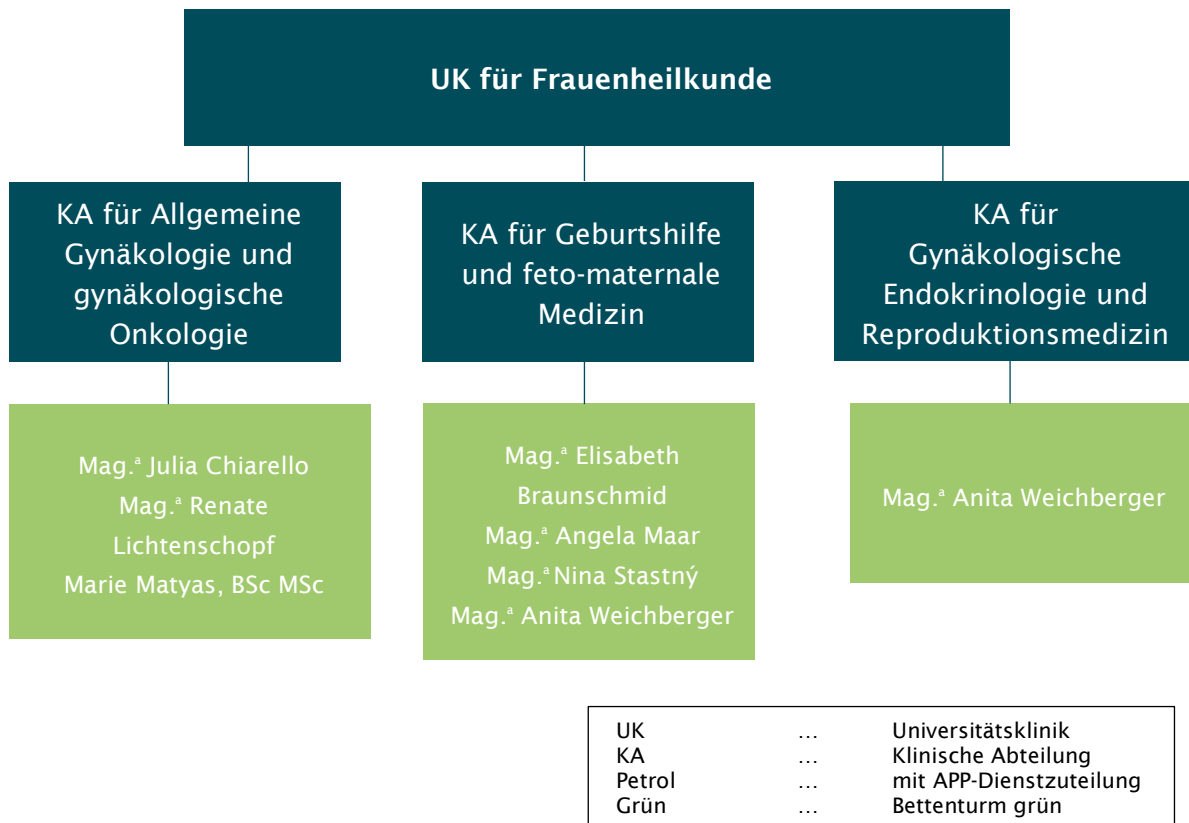 UK für Frauenheilkunde
KA für Allgemeine
Gynäkologie und
gynäkologische
Onkologie
KA für Geburtshilfe
und feto-maternale
Medizin
KA für
Gynäkologische
Endokrinologie und
Reproduktionsmedizin
Mag.ᵃ Julia Chiarello
Mag.ᵃ Renate
Lichtenschopf
Marie Matyas, BSc MSc
Mag.ᵃ Elisabeth
Braunschmid
Mag.ᵃ Angela Maar
Mag.ᵃ Nina Stastný
Mag.ᵃ Anita Weichberger
Mag.ᵃ Anita Weichberger
UK … Universitätsklinik
KA … Klinische Abteilung
Petrol … mit APP-Dienstzuteilung
Grün … Bettenturm grün